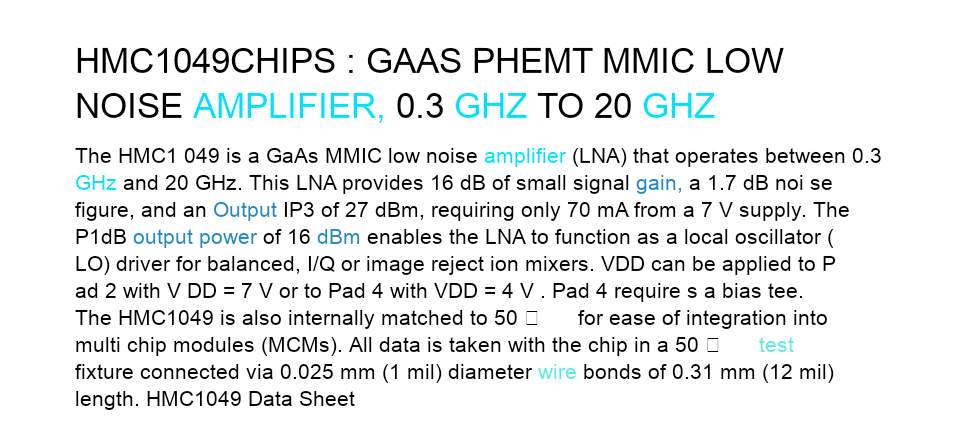 HMC1049CHIPS : GAAS PHEMT MMIC LOW
NOISE AMPLIFIER, 0.3 GHZ TO 20 GHZ
The HMC1 049 is a GaAs MMIC low noise amplifier (LNA) that operates between 0.3
GHz and 20 GHz. This LNA provides 16 dB of small signal gain, a 1.7 dB noi se
figure, and an Output IP3 of 27 dBm, requiring only 70 mA from a 7 V supply. The
P1dB output power of 16 dBm enables the LNA to function as a local oscillator (
LO) driver for balanced, I/Q or image reject ion mixers. VDD can be applied to P
ad 2 with V DD = 7 V or to Pad 4 with VDD = 4 V . Pad 4 require s a bias tee.
The HMC1049 is also internally matched to 50 □ for ease of integration into
multi chip modules (MCMs). All data is taken with the chip in a 50 □ test
fixture connected via 0.025 mm (1 mil) diameter wire bonds of 0.31 mm (12 mil)
length. HMC1049 Data Sheet